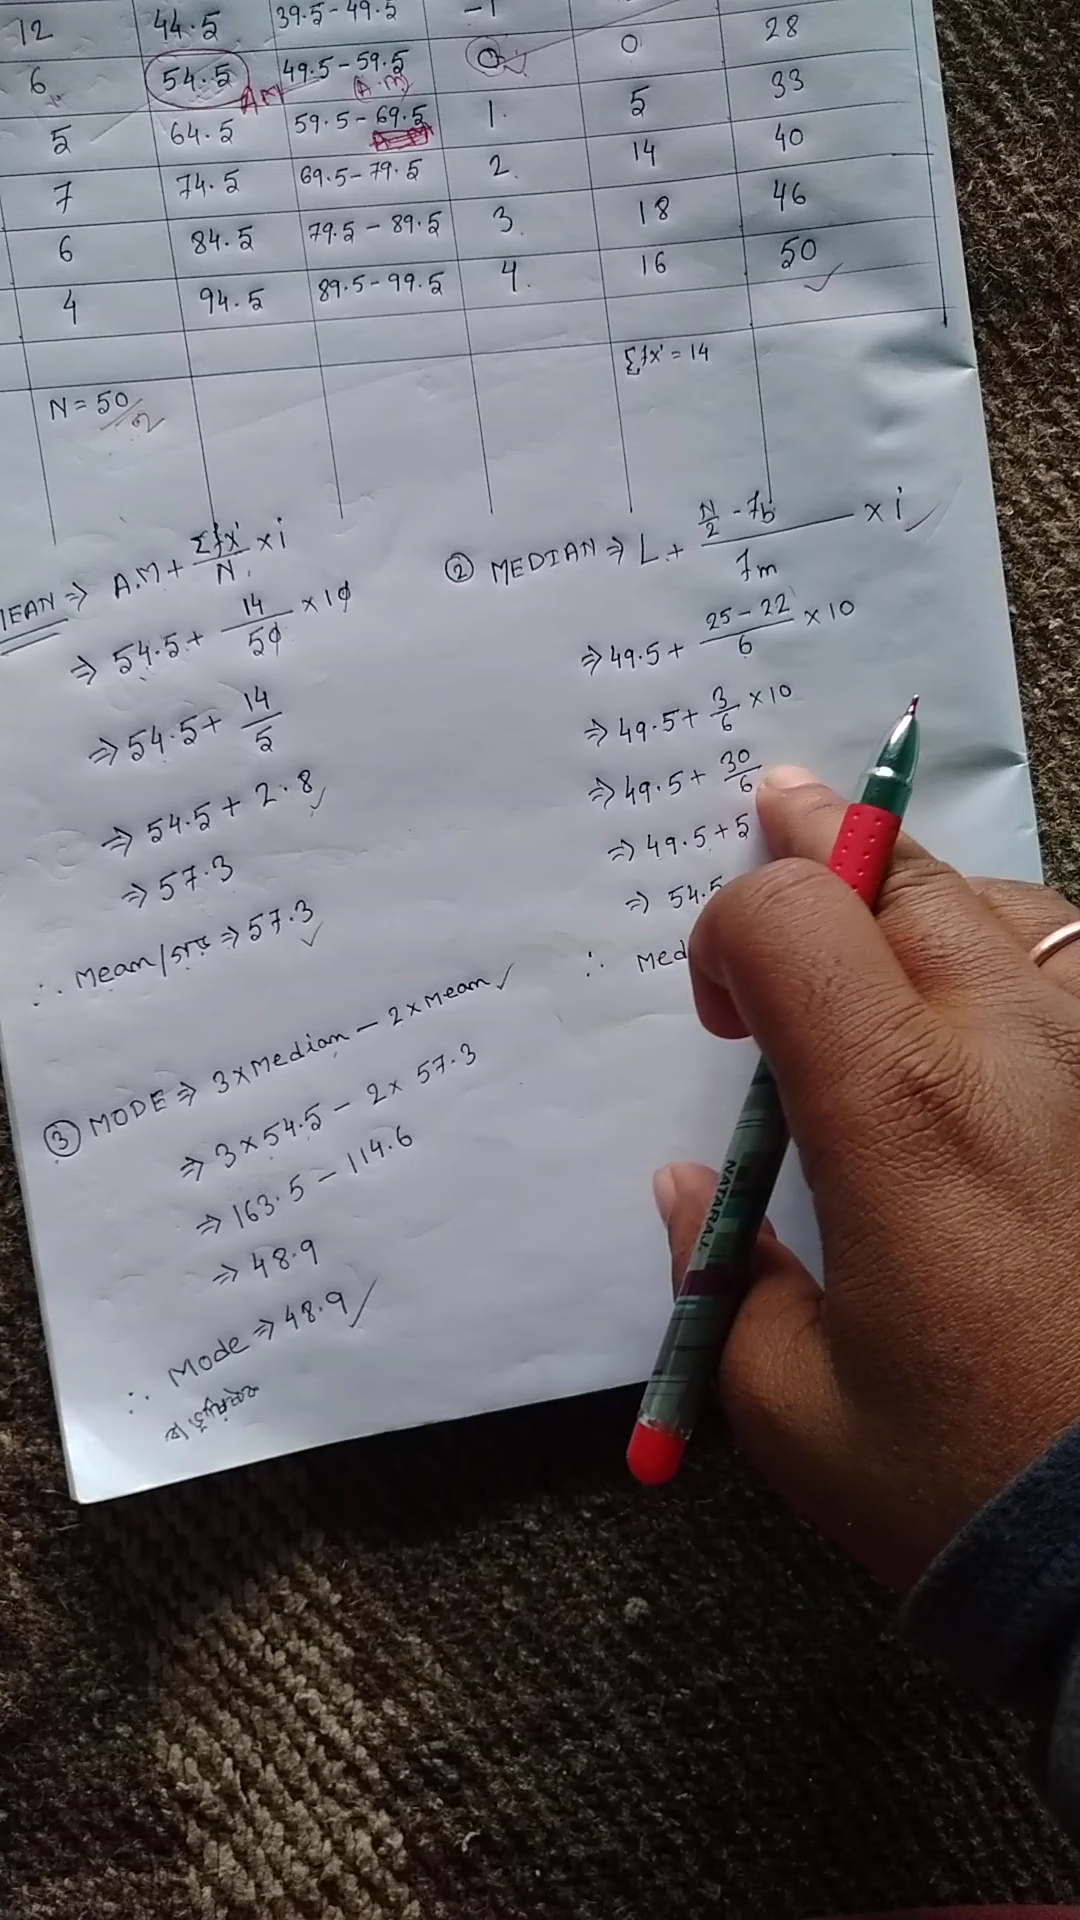 12 44.5 39.5-49.5 -1
6 54.5 49.5-59.5 0 0 28
A.M (A.M)
5 64.5 59.5-69.5 1. 5 33
7 74.5 69.5-79.5 2. 14 40
6 84.5 79.5-89.5 3. 18 46
4 94.5 89.5-99.5 4. 16 50
Σfx' = 14
N = 50
EAN ⇒ A.M + Σfx'/N × i
⇒ 54.5 + 14/50 × 10
⇒ 54.5 + 14/5
⇒ 54.5 + 2.8
⇒ 57.3
∴ Mean/গড় ⇒ 57.3
② MEDIAN ⇒ L + (N/2 - fb)/fm × i
⇒ 49.5 + (25-22)/6 × 10
⇒ 49.5 + 3/6 × 10
⇒ 49.5 + 30/6
⇒ 49.5 + 5
⇒ 54.5
∴ Med
③ MODE ⇒ 3×Median - 2×Mean
⇒ 3×54.5 - 2×57.3
⇒ 163.5 - 114.6
⇒ 48.9
∴ Mode ⇒ 48.9
NATARAJ